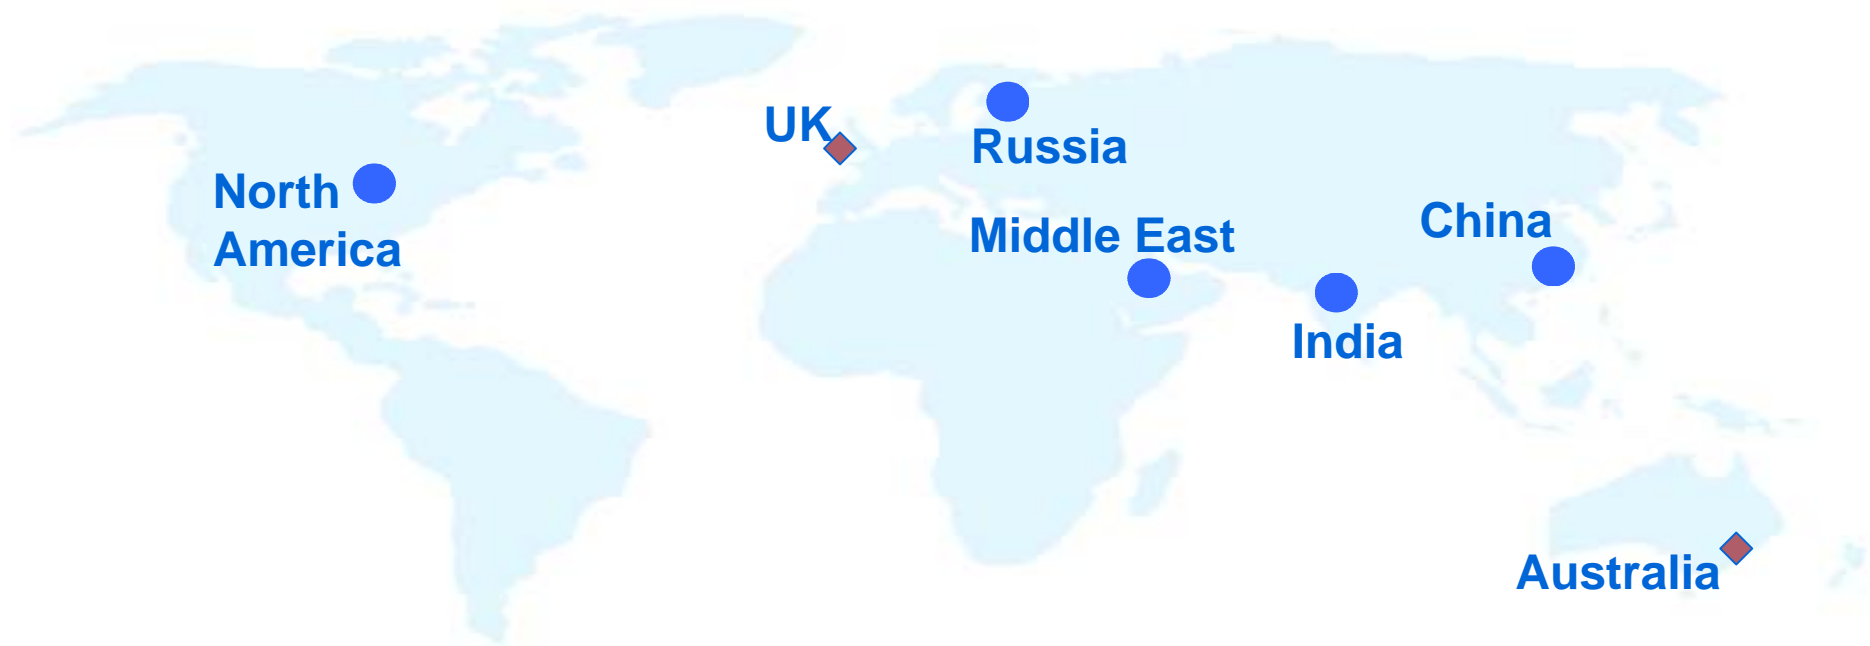 UK
Russia
North
America
China
Middle East
India
Australia